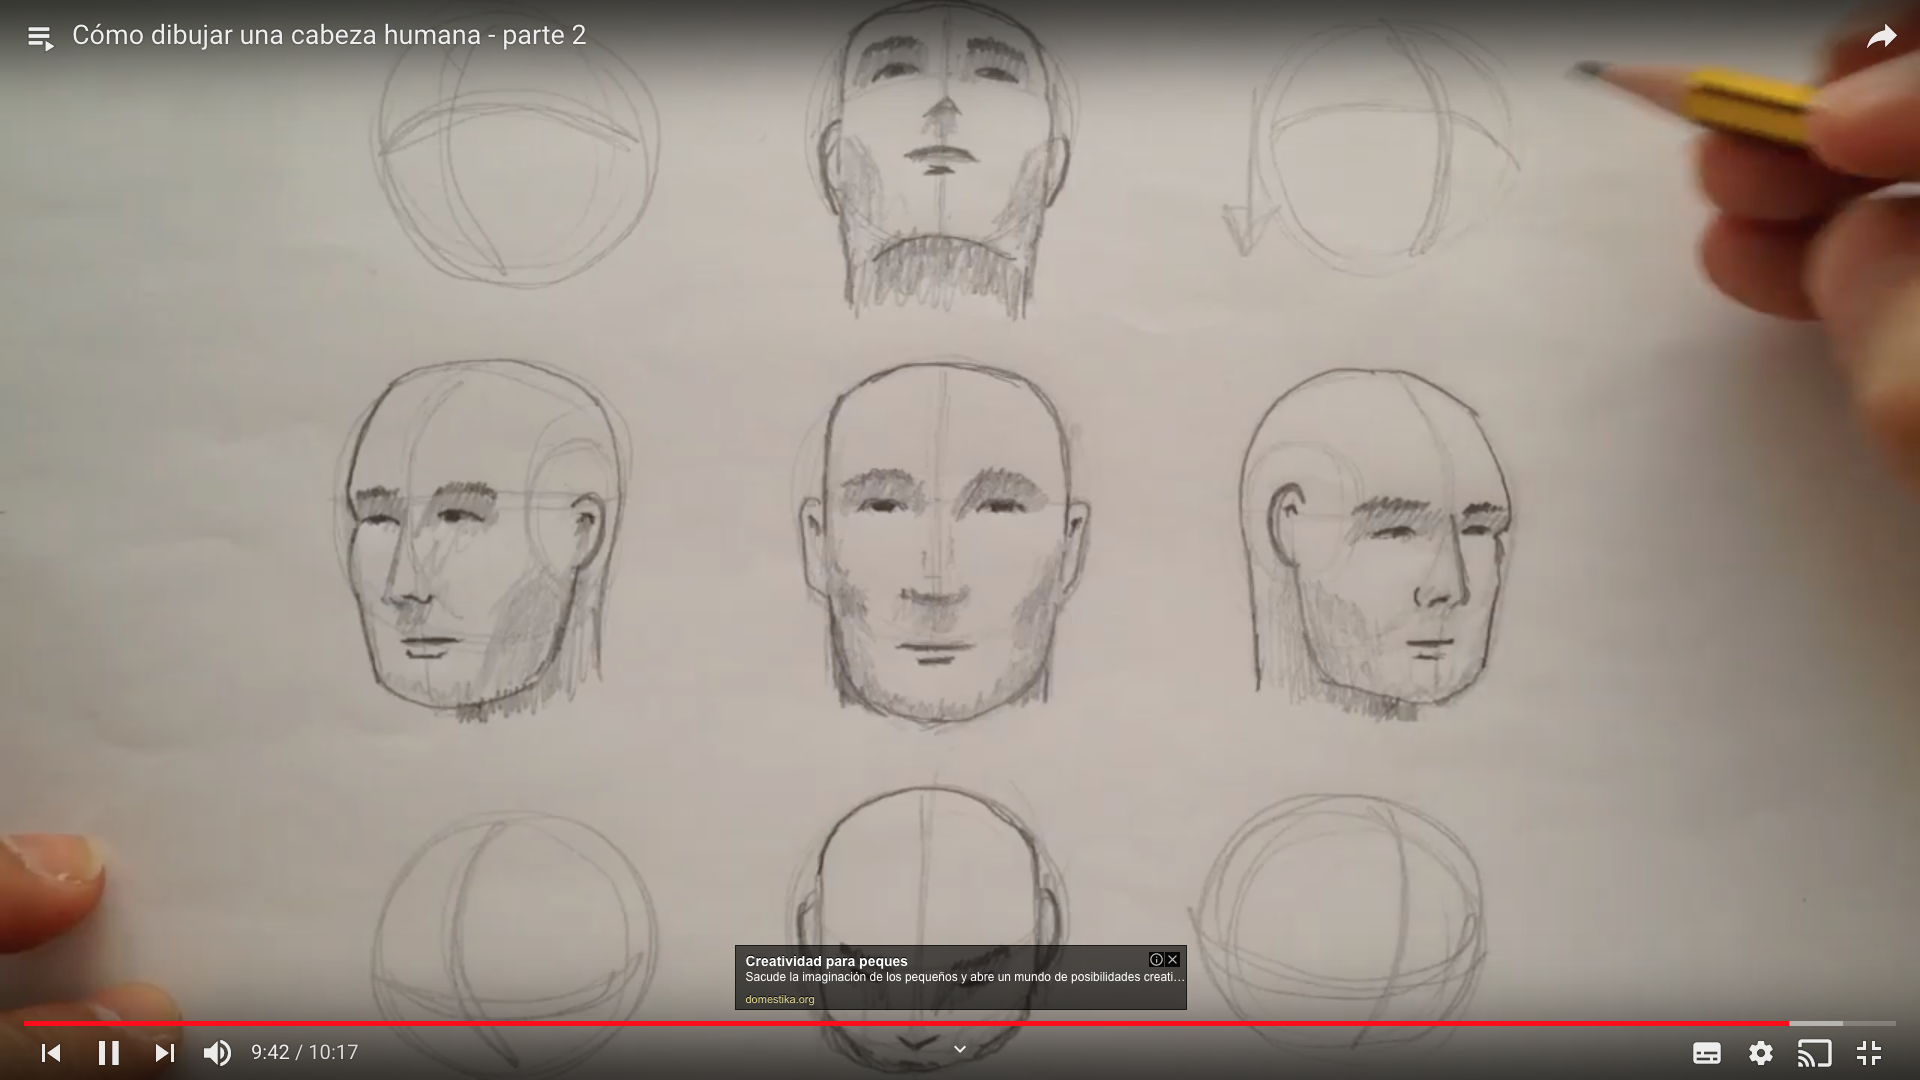 Cómo dibujar una cabeza humana - parte 2
Creatividad para peques
Sacude la imaginación de los pequeños y abre un mundo de posibilidades creati...
domestika.org
9:42 / 10:17